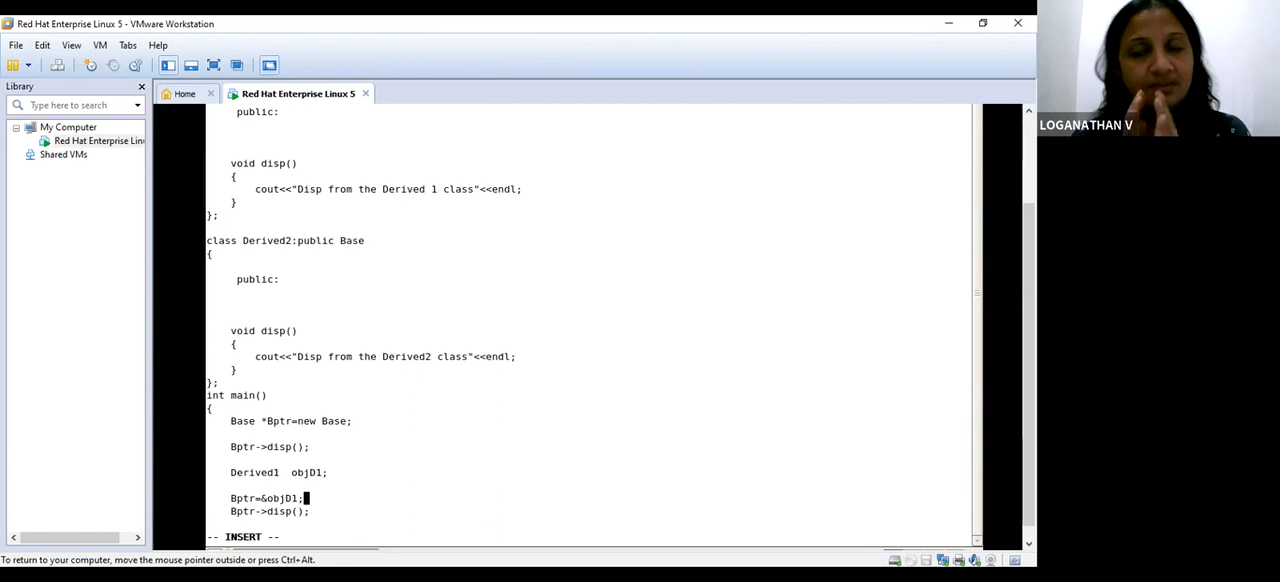 Red Hat Enterprise Linux 5 - VMware Workstation
File Edit View VM Tabs Help
Library
Type here to search
My Computer
Red Hat Enterprise Lin
Shared VMs
Home
Red Hat Enterprise Linux 5
public:
void disp()
{
cout<<"Disp from the Derived 1 class"<<endl;
}
};
class Derived2:public Base
{
public:
void disp()
{
cout<<"Disp from the Derived2 class"<<endl;
}
};
int main()
{
Base *Bptr=new Base;
Bptr->disp();
Derived1  objD1;
Bptr=&objD1;
Bptr->disp();
-- INSERT --
To return to your computer, move the mouse pointer outside or press Ctrl+Alt.
LOGANATHAN V